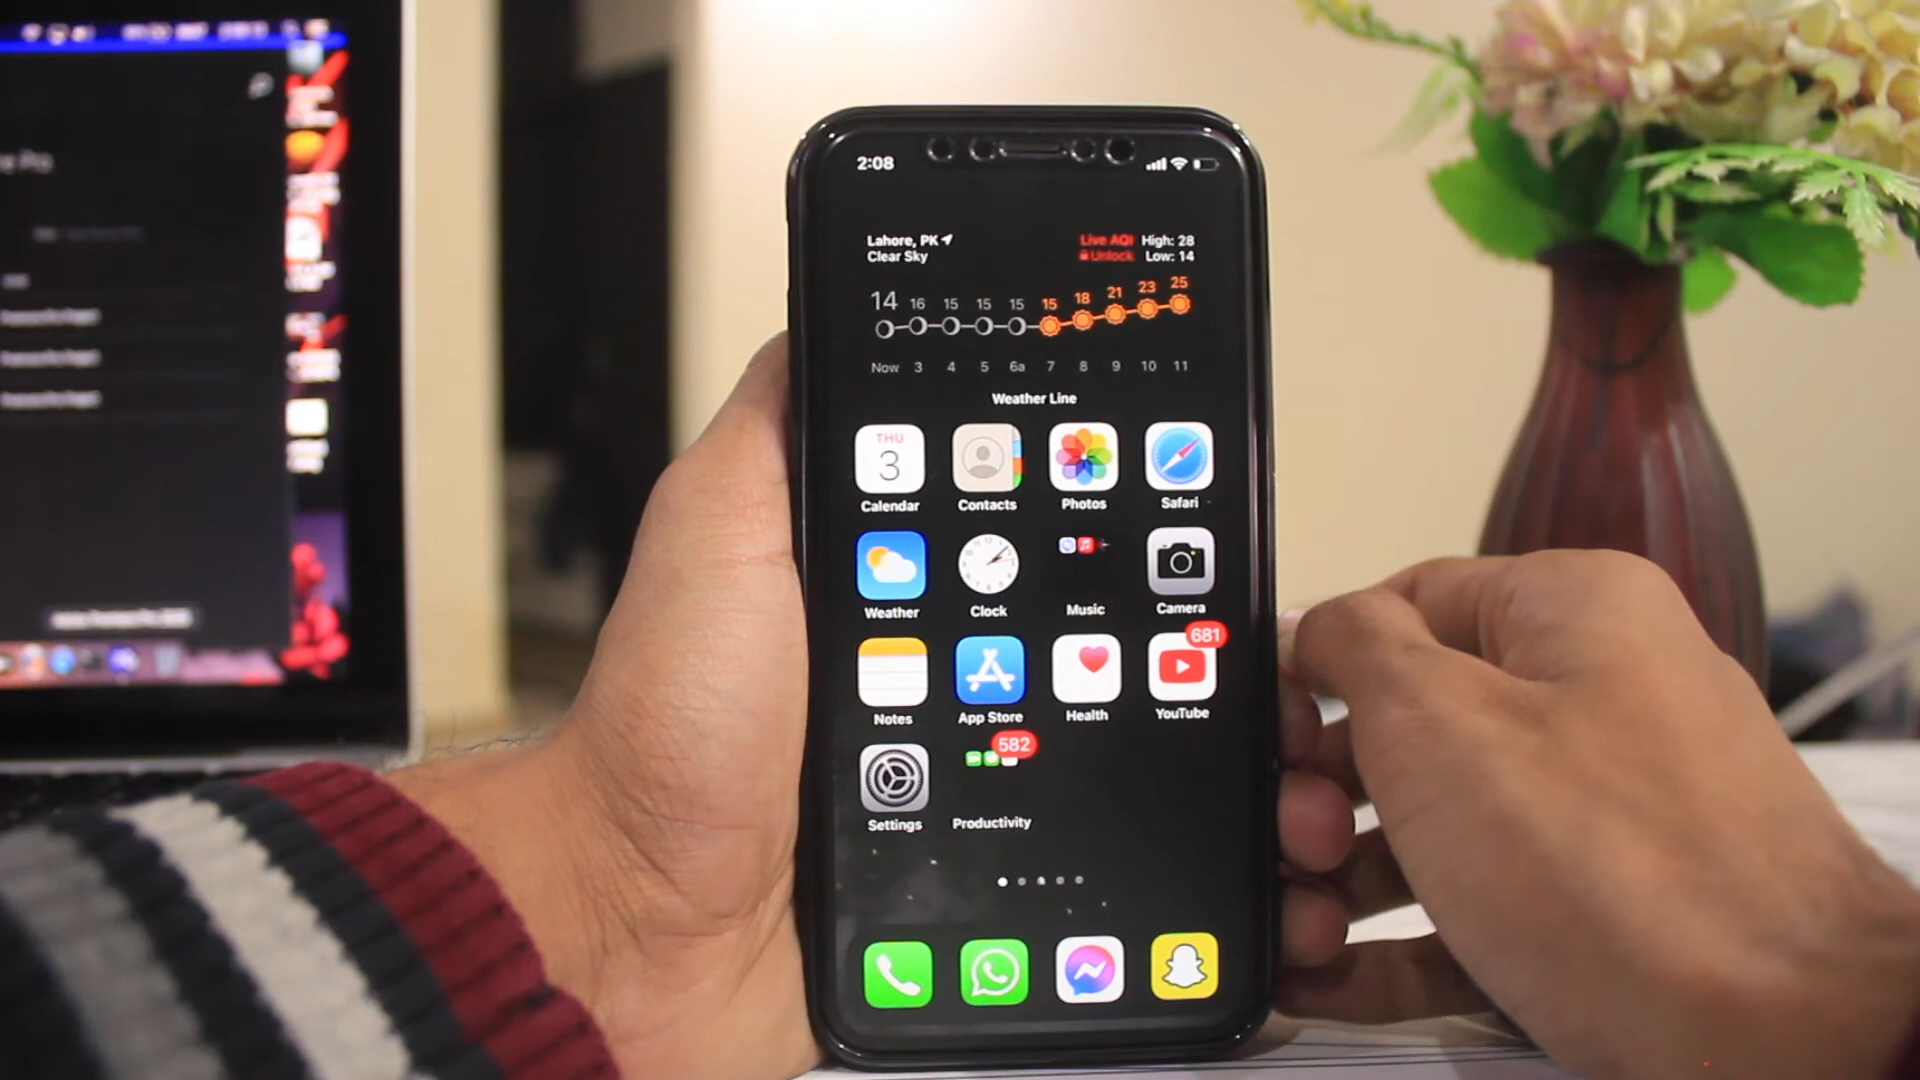 2:08
Lahore, PK
Clear Sky
Live AQI High: 28
Unlock Low: 14
14 16 15 15 15 15 18 21 23 25
Now 3 4 5 6a 7 8 9 10 11
Weather Line
THU
3
Calendar Contacts Photos Safari
Weather Clock Music Camera
681
Notes App Store Health YouTube
582
Settings Productivity